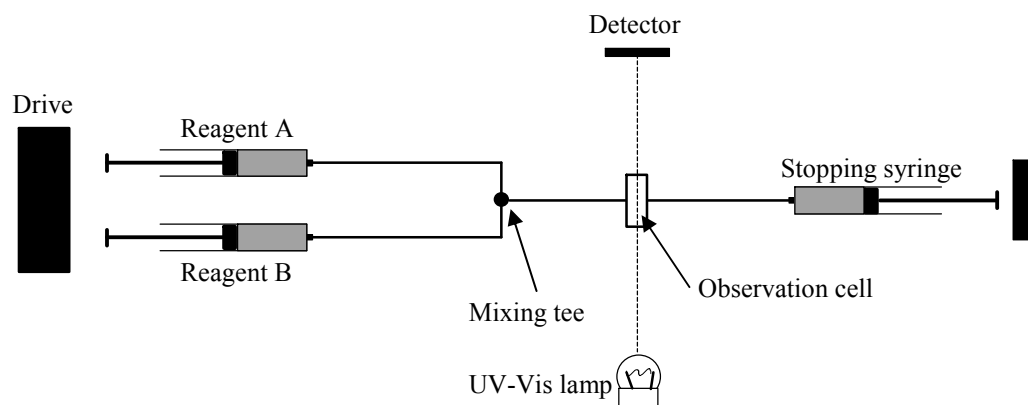 Detector
Drive
Reagent A
Stopping syringe
Reagent B
Observation cell
Mixing tee
UV-Vis lamp